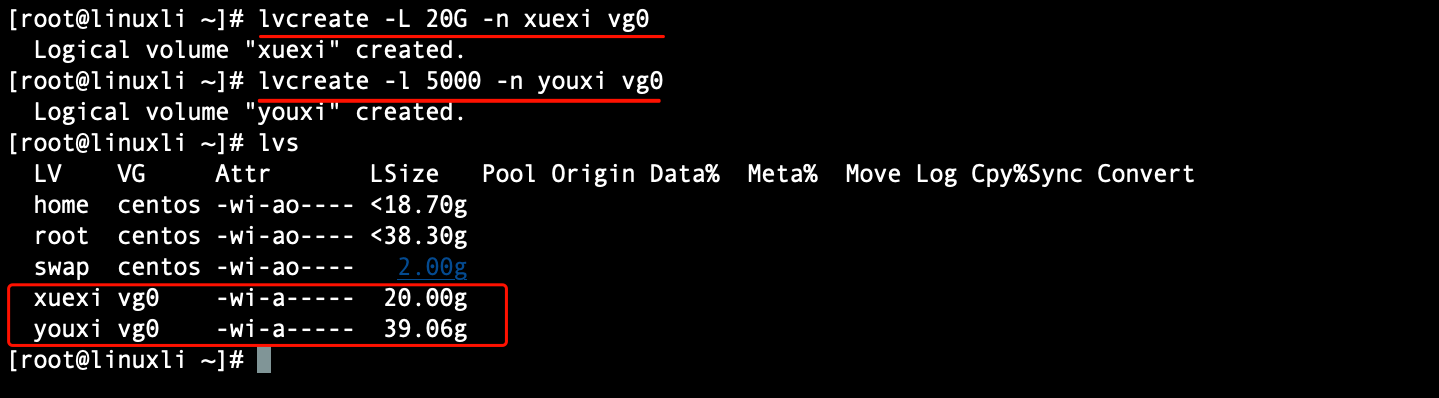 [root@linuxli ~]# lvcreate -L 20G -n xuexi vg0
  Logical volume "xuexi" created.
[root@linuxli ~]# lvcreate -l 5000 -n youxi vg0
  Logical volume "youxi" created.
[root@linuxli ~]# lvs
  LV    VG     Attr       LSize   Pool Origin Data%  Meta%  Move Log Cpy%Sync Convert
  home  centos -wi-ao---- <18.70g
  root  centos -wi-ao---- <38.30g
  swap  centos -wi-ao----   2.00g
  xuexi vg0    -wi-a-----  20.00g
  youxi vg0    -wi-a-----  39.06g
[root@linuxli ~]#